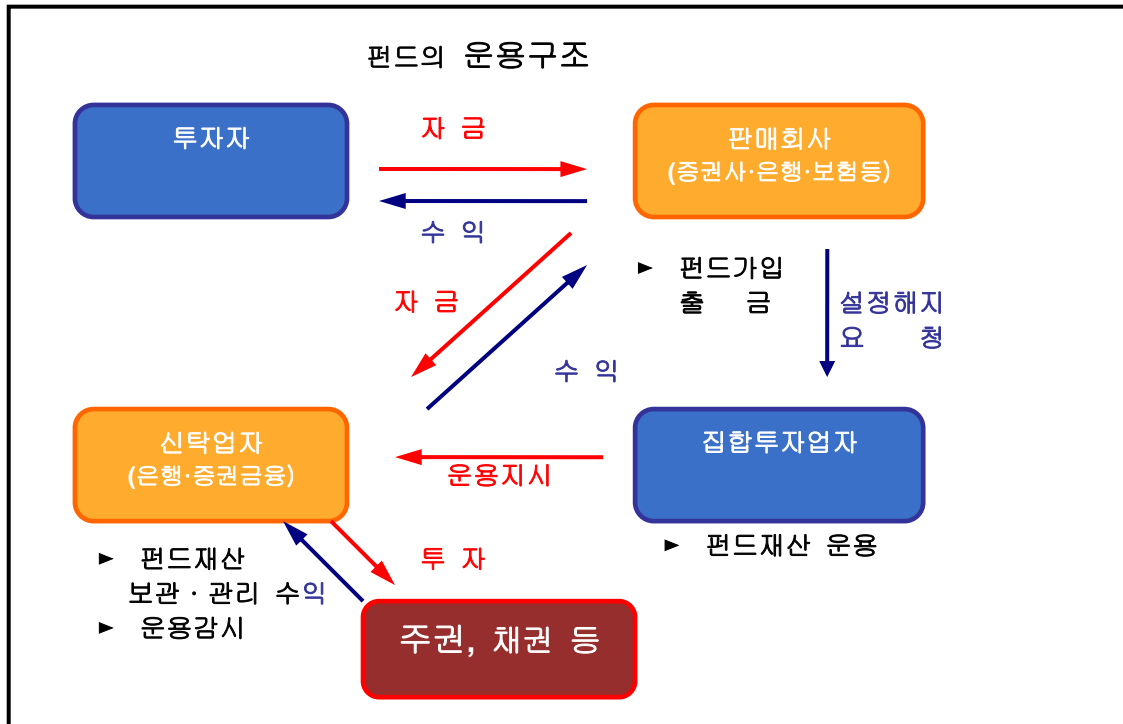 펀드의 운용구조
투자자
자 금
판매회사
(증권사·은행·보험등)
수 익
자 금
► 펀드가입
출 금
설정해지
요 청
수 익
신탁업자
(은행·증권금융)
집합투자업자
운용지시
► 펀드재산
보관 · 관리 수익
► 운용감시
투 자
► 펀드재산 운용
주권, 채권 등